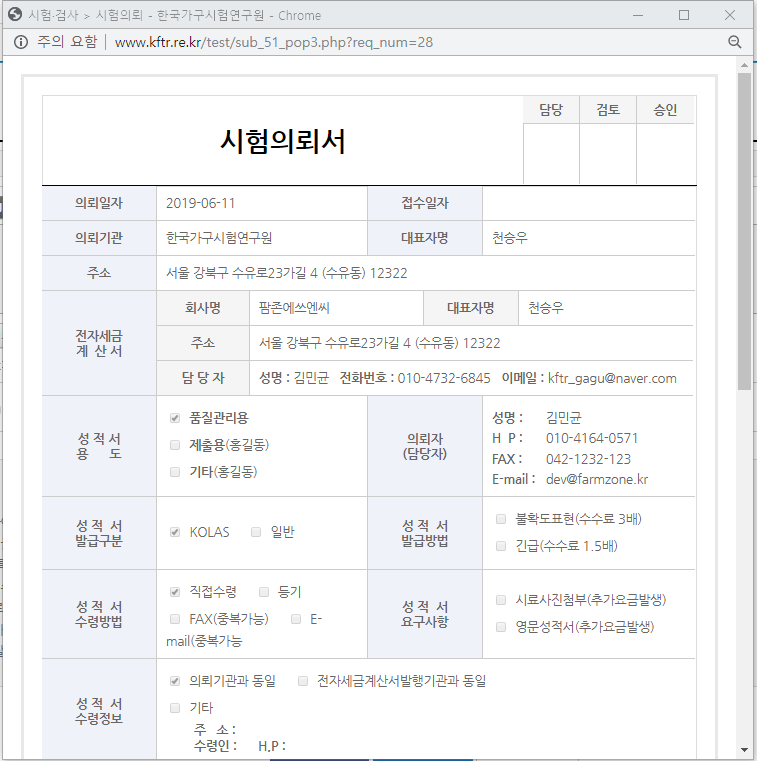 시험·검사 > 시험의뢰 - 한국가구시험연구원 - Chrome
주의 요함 | www.kftr.re.kr/test/sub_51_pop3.php?req_num=28
시험의뢰서
담당 검토 승인
의뢰일자 2019-06-11 접수일자
의뢰기관 한국가구시험연구원 대표자명 천승우
주소 서울 강북구 수유로23가길 4 (수유동) 12322
전자세금
계 산 서
회사명 팜존에쓰엔씨 대표자명 천승우
주소 서울 강북구 수유로23가길 4 (수유동) 12322
담 당 자 성명 : 김민균 전화번호 : 010-4732-6845 이메일 : kftr_gagu@naver.com
성 적 서
용 도
품질관리용
제출용(홍길동)
기타(홍길동)
의뢰자
(담당자)
성명 : 김민균
H P : 010-4164-0571
FAX : 042-1232-123
E-mail : dev@farmzone.kr
성 적 서
발급구분
KOLAS 일반
성 적 서
발급방법
불확도표현(수수료 3배)
긴급(수수료 1.5배)
성 적 서
수령방법
직접수령 등기
FAX(중복가능) E-
mail(중복가능
성 적 서
요구사항
시료사진첨부(추가요금발생)
영문성적서(추가요금발생)
성 적 서
수령정보
의뢰기관과 동일 전자세금계산서발행기관과 동일
기타
주 소 :
수령인 : H.P :